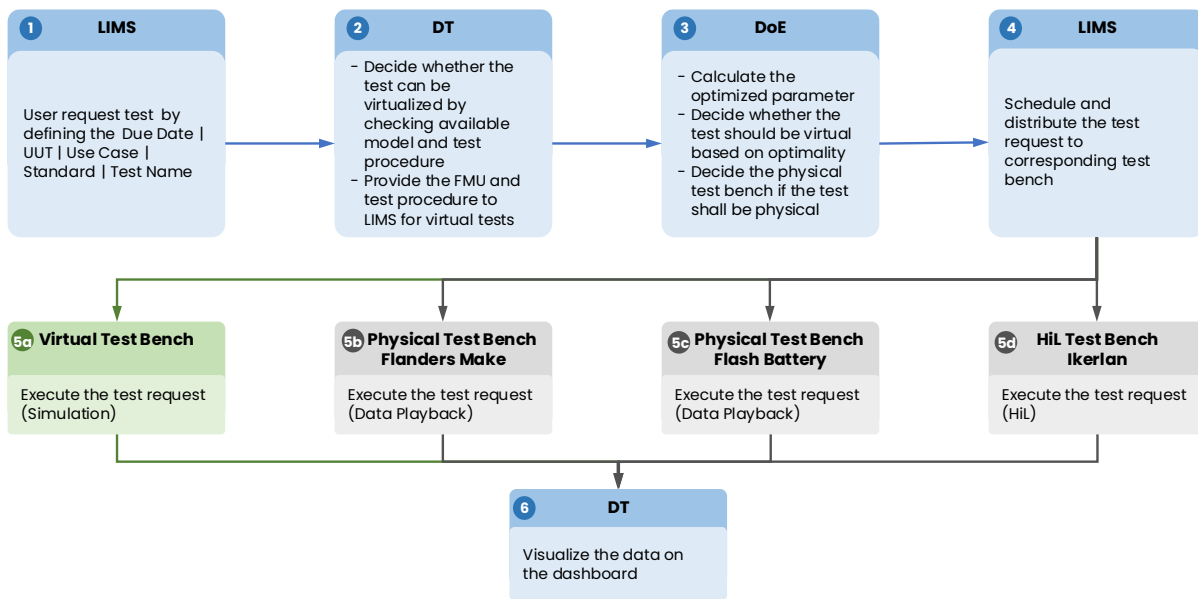 1 LIMS
User request test by
defining the Due Date |
UUT | Use Case |
Standard | Test Name
2 DT
- Decide whether the
test can be
virtualized by
checking available
model and test
procedure
- Provide the FMU and
test procedure to
LIMS for virtual tests
3 DoE
- Calculate the
optimized parameter
- Decide whether the
test should be virtual
based on optimality
- Decide the physical
test bench if the test
shall be physical
4 LIMS
Schedule and
distribute the test
request to
corresponding test
bench
5a Virtual Test Bench
Execute the test request
(Simulation)
5b Physical Test Bench
Flanders Make
Execute the test request
(Data Playback)
5c Physical Test Bench
Flash Battery
Execute the test request
(Data Playback)
5d HiL Test Bench
Ikerlan
Execute the test request
(HiL)
6 DT
Visualize the data on
the dashboard